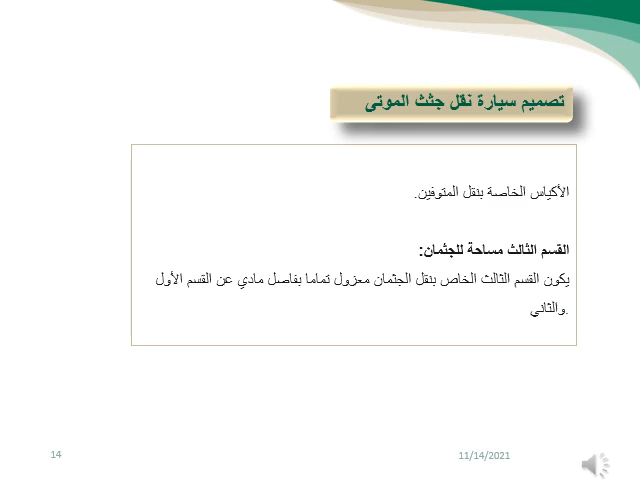 تصميم سيارة نقل جثث الموتى
الأكياس الخاصة بنقل المتوفين.
القسم الثالث مساحة للجثمان:
يكون القسم الثالث الخاص بنقل الجثمان معزول تماما بفاصل مادي عن القسم الأول
والثاني.
14
11/14/2021